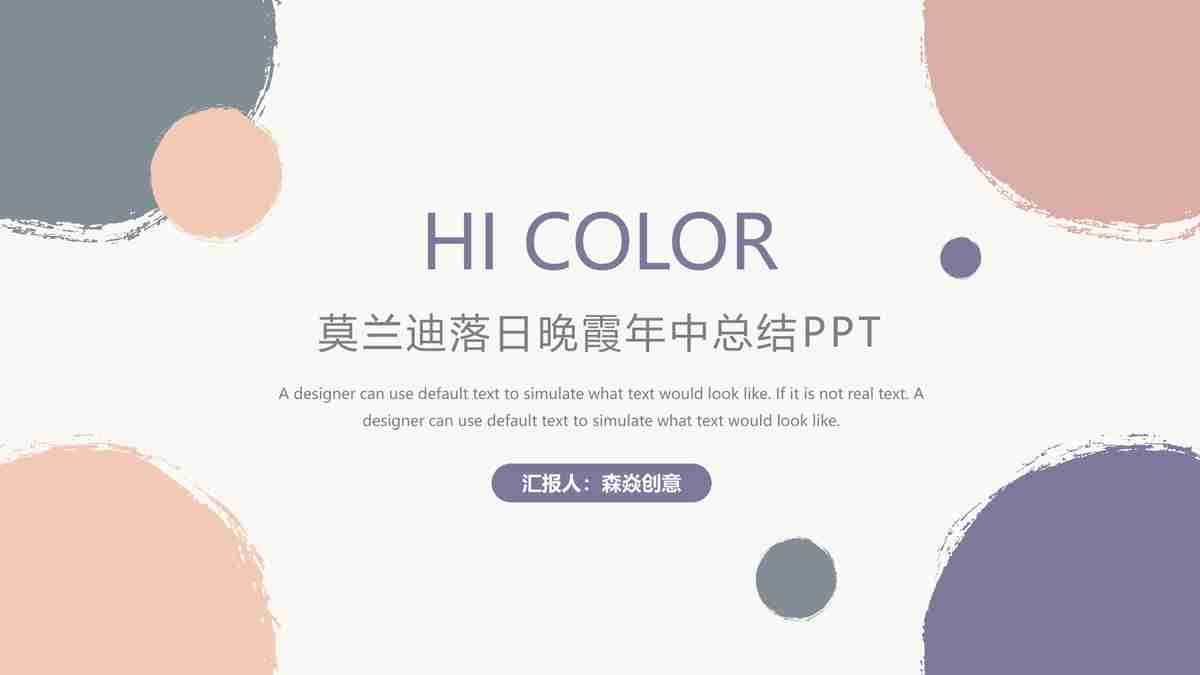 HI COLOR
莫兰迪落日晚霞年中总结PPT
A designer can use default text to simulate what text would look like. If it is not real text. A
designer can use default text to simulate what text would look like.
汇报人：森焱创意